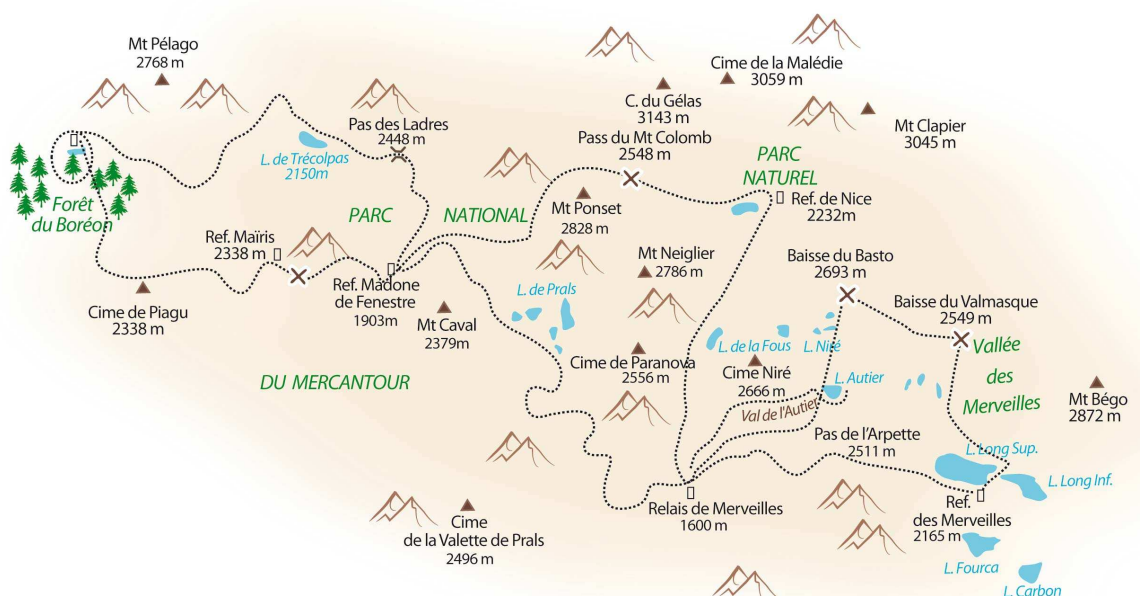 Mt Pélago
2768 m
Cime de la Malédie
3059 m
C. du Gélas
3143 m
Mt Clapier
3045 m
Pas des Ladres
2448 m
Pass du Mt Colomb
2548 m
L. de Trécolpas
2150m
PARC
NATUREL
Forêt
du Boréon
PARC
NATIONAL
Mt Ponset
2828 m
Ref. de Nice
2232m
Ref. Maïris
2338 m
Mt Neiglier
2786 m
Baisse du Basto
2693 m
Ref. Madone
de Fenestre
1903m
L. de Prals
Cime de Piagu
2338 m
Mt Caval
2379m
Baisse du Valmasque
2549 m
L. de la Fous
L. Niré
Vallée
des
Merveilles
Cime de Paranova
2556 m
Cime Niré
2666 m
L. Autier
DU MERCANTOUR
Mt Bégo
2872 m
Val de l'Autier
Pas de l'Arpette
2511 m
L. Long Sup.
L. Long Inf.
Relais de Merveilles
1600 m
Ref.
des Merveilles
2165 m
Cime
de la Valette de Prals
2496 m
L. Fourca
L. Carbon